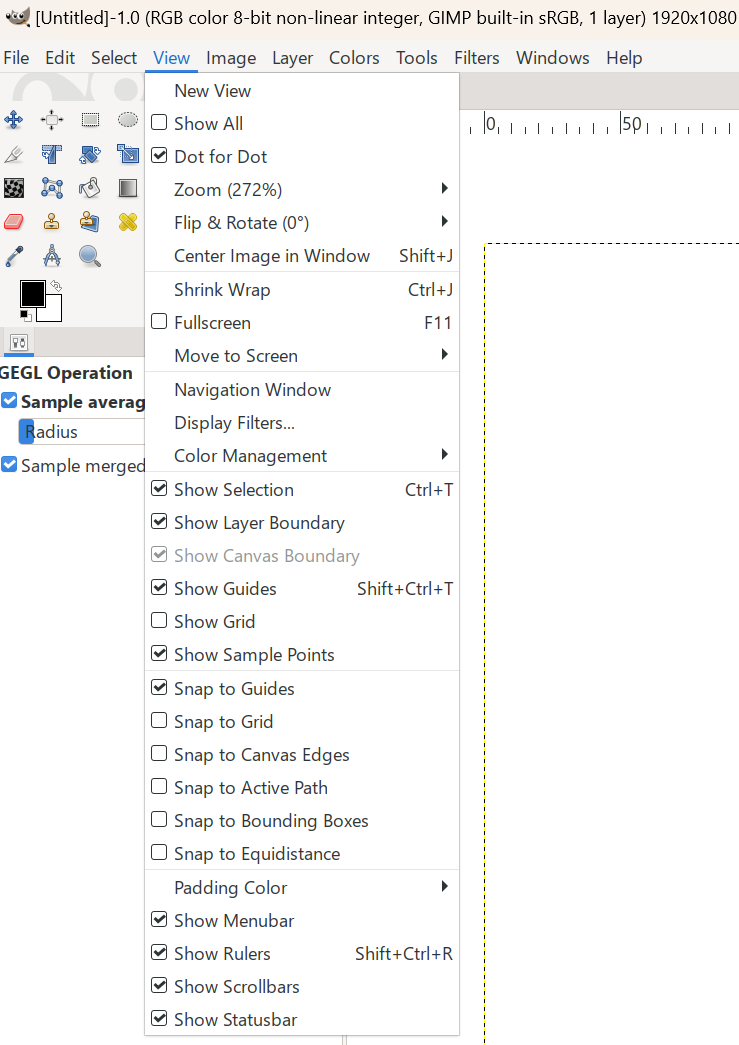 [Untitled]-1.0 (RGB color 8-bit non-linear integer, GIMP built-in sRGB, 1 layer) 1920x1080
File Edit Select View Image Layer Colors Tools Filters Windows Help
New View
Show All
Dot for Dot
Zoom (272%)
Flip & Rotate (0°)
Center Image in Window Shift+J
Shrink Wrap Ctrl+J
Fullscreen F11
Move to Screen
Navigation Window
Display Filters...
Color Management
Show Selection Ctrl+T
Show Layer Boundary
Show Canvas Boundary
Show Guides Shift+Ctrl+T
Show Grid
Show Sample Points
Snap to Guides
Snap to Grid
Snap to Canvas Edges
Snap to Active Path
Snap to Bounding Boxes
Snap to Equidistance
Padding Color
Show Menubar
Show Rulers Shift+Ctrl+R
Show Scrollbars
Show Statusbar
0 50
GEGL Operation
Sample averag
Radius
Sample merged